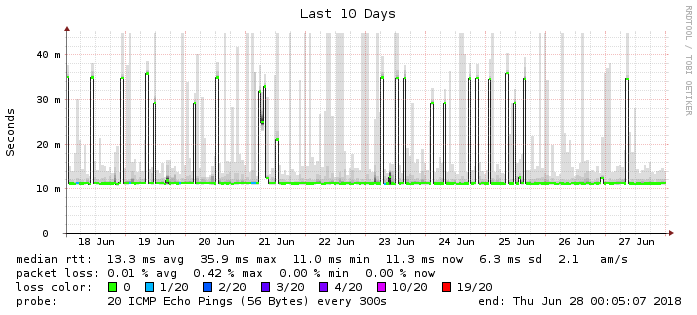 Last 10 Days
RRDTOOL / TOBI OETIKER
Seconds
40 m
30 m
20 m
10 m
0
18 Jun 19 Jun 20 Jun 21 Jun 22 Jun 23 Jun 24 Jun 25 Jun 26 Jun 27 Jun
median rtt: 13.3 ms avg 35.9 ms max 11.0 ms min 11.3 ms now 6.3 ms sd 2.1 am/s
packet loss: 0.01 % avg 0.42 % max 0.00 % min 0.00 % now
loss color: 0 1/20 2/20 3/20 4/20 10/20 19/20
probe: 20 ICMP Echo Pings (56 Bytes) every 300s end: Thu Jun 28 00:05:07 2018